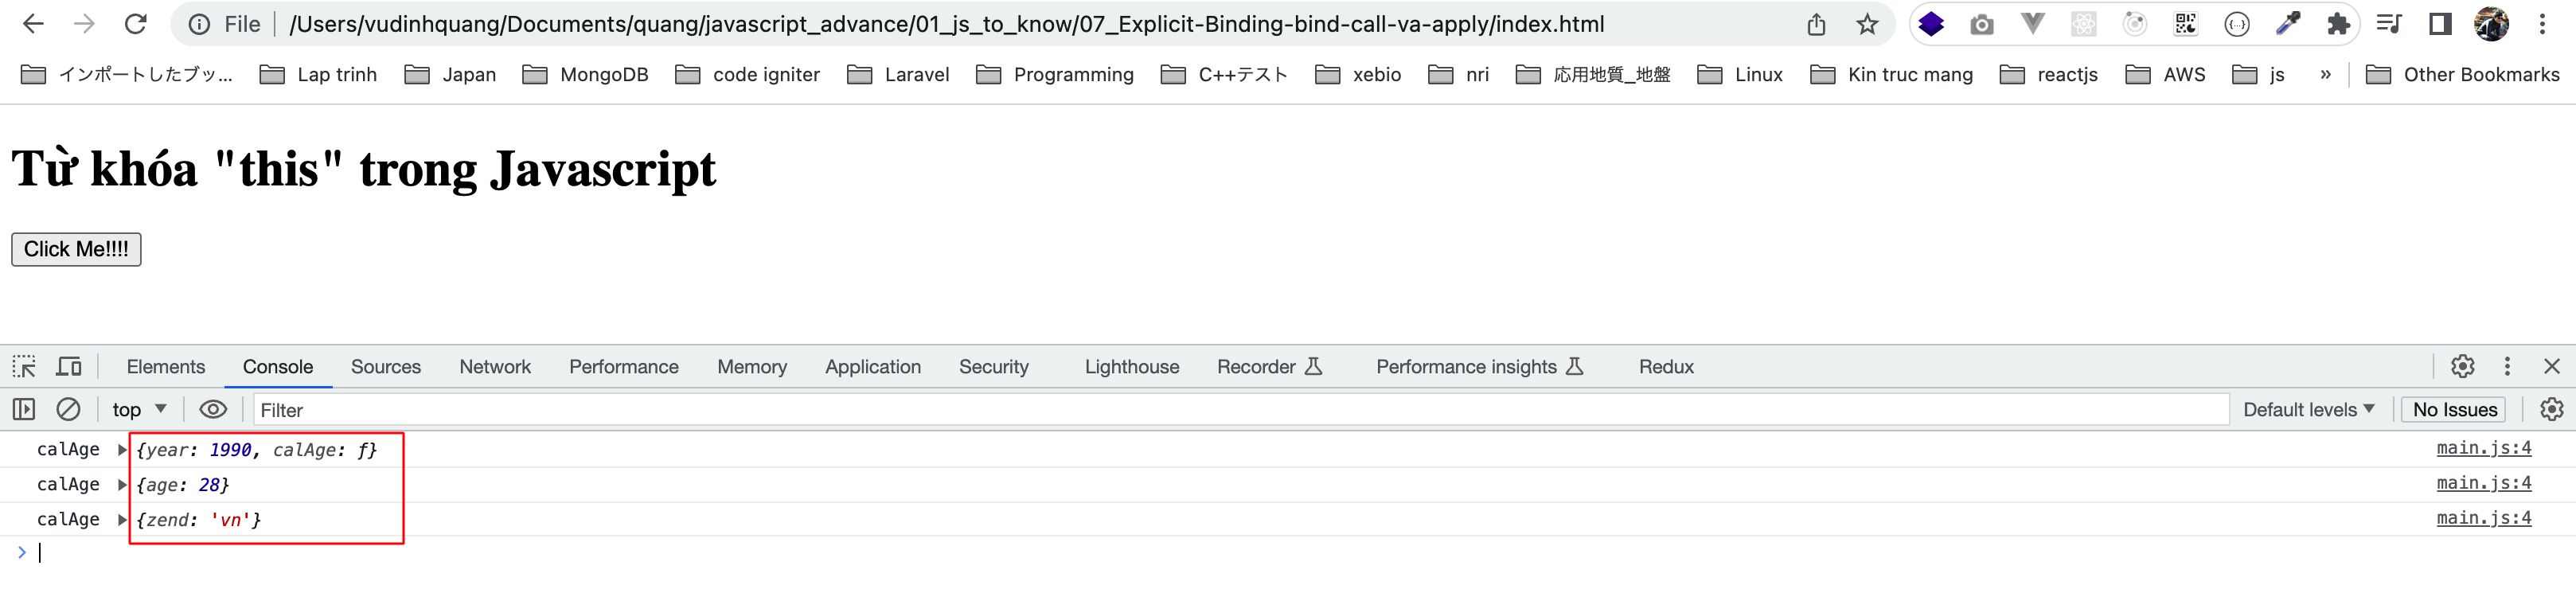 File /Users/vudinhquang/Documents/quang/javascript_advance/01_js_to_know/07_Explicit-Binding-bind-call-va-apply/index.html
インポートしたブッ... Lap trinh Japan MongoDB code igniter Laravel Programming C++テスト xebio nri 応用地質_地盤 Linux Kin truc mang reactjs AWS js » Other Bookmarks
Từ khóa "this" trong Javascript
Click Me!!!!
Elements Console Sources Network Performance Memory Application Security Lighthouse Recorder Performance insights Redux
top Filter Default levels No Issues
calAge {year: 1990, calAge: ƒ} main.js:4
calAge {age: 28} main.js:4
calAge {zend: 'vn'} main.js:4